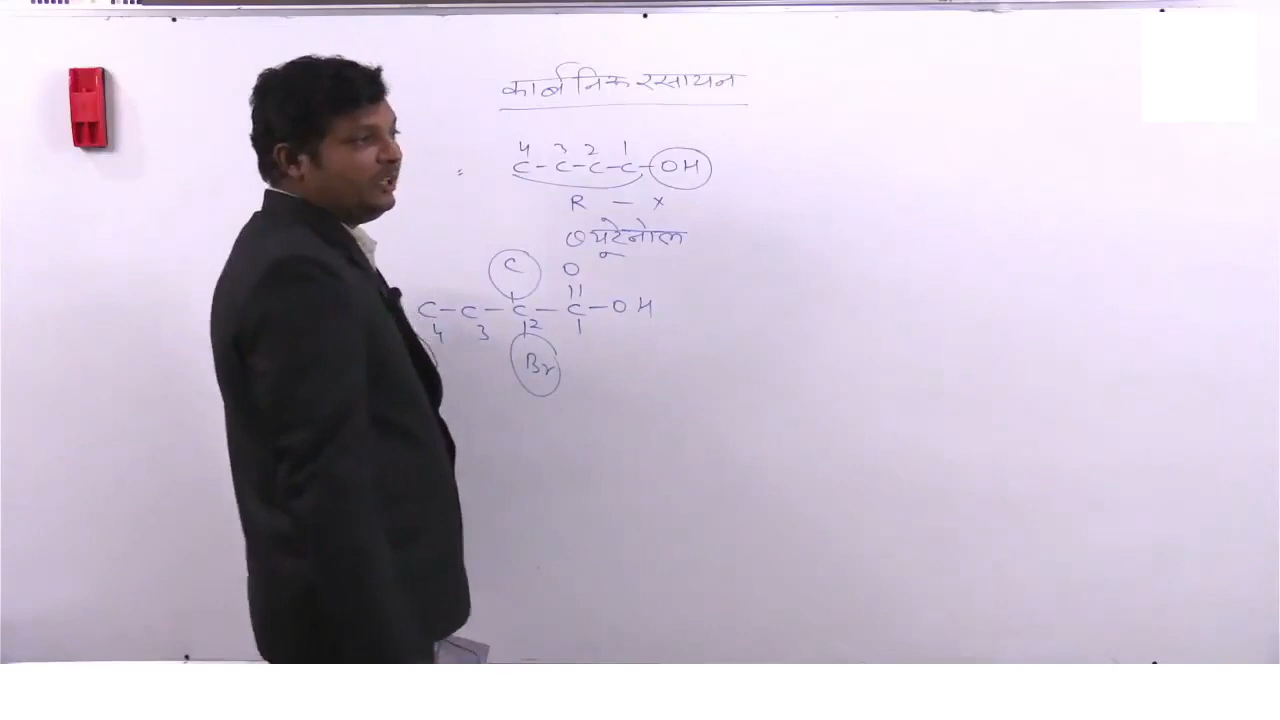 कार्बनिक रसायन
4 3 2 1
C - C - C - C - OH
R - X
ब्यूटेनोल
C O
C - C - C - C - OH
4 3 2 1
Br